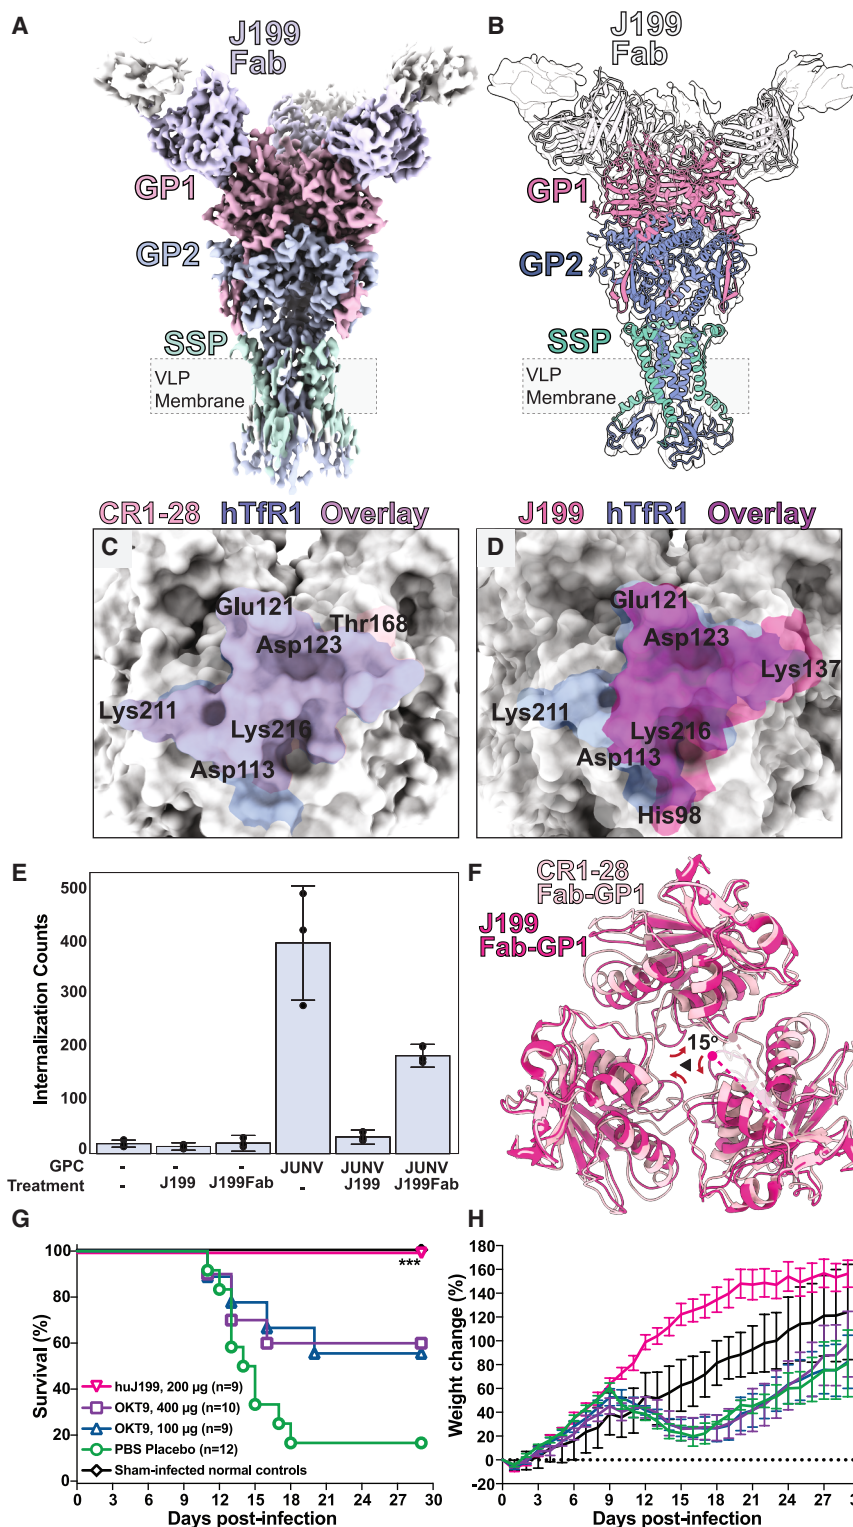 A
J199
Fab
GP1
GP2
SSP
VLP
Membrane
B
J199
Fab
GP1
GP2
SSP
VLP
Membrane
CR1-28 hTfR1 Overlay
C
Glu121
Thr168
Asp123
Lys211
Lys216
Asp113
J199 hTfR1 Overlay
D
Glu121
Asp123
Lys137
Lys211
Lys216
Asp113
His98
E
Internalization Counts
500
400
300
200
100
0
GPC - - - JUNV JUNV JUNV
Treatment - J199 J199Fab - J199 J199Fab
F
CR1-28
Fab-GP1
J199
Fab-GP1
15°
G
Survival (%)
100
80
60
40
20
0
***
huJ199, 200 µg (n=9)
OKT9, 400 µg (n=10)
OKT9, 100 µg (n=9)
PBS Placebo (n=12)
Sham-infected normal controls
0 3 6 9 12 15 18 21 24 27 30
Days post-infection
H
Weight change (%)
180
160
140
120
100
80
60
40
20
0
-20
0 3 6 9 12 15 18 21 24 27
Days post-infection